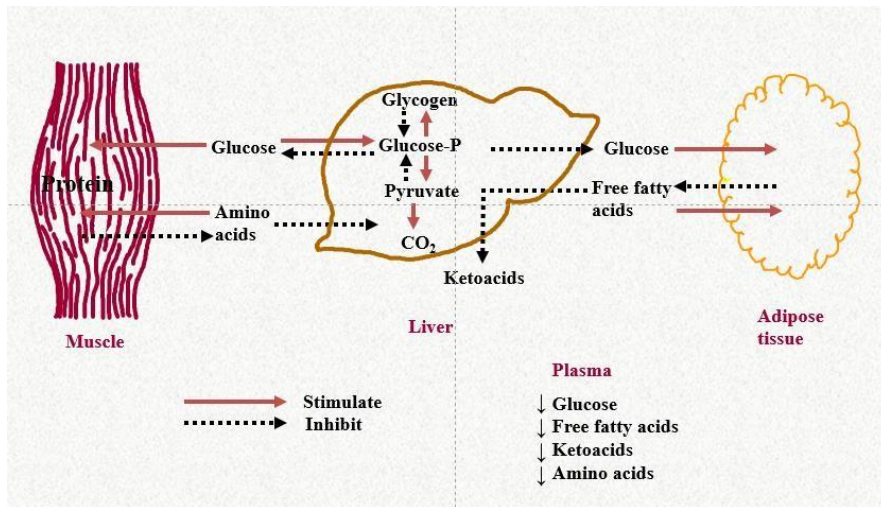 Glycogen
Glucose
Glucose-P
Glucose
Protein
Pyruvate
Free fatty
acids
Amino
acids
CO₂
Ketoacids
Muscle
Liver
Adipose
tissue
Plasma
Stimulate
Inhibit
↓ Glucose
↓ Free fatty acids
↓ Ketoacids
↓ Amino acids